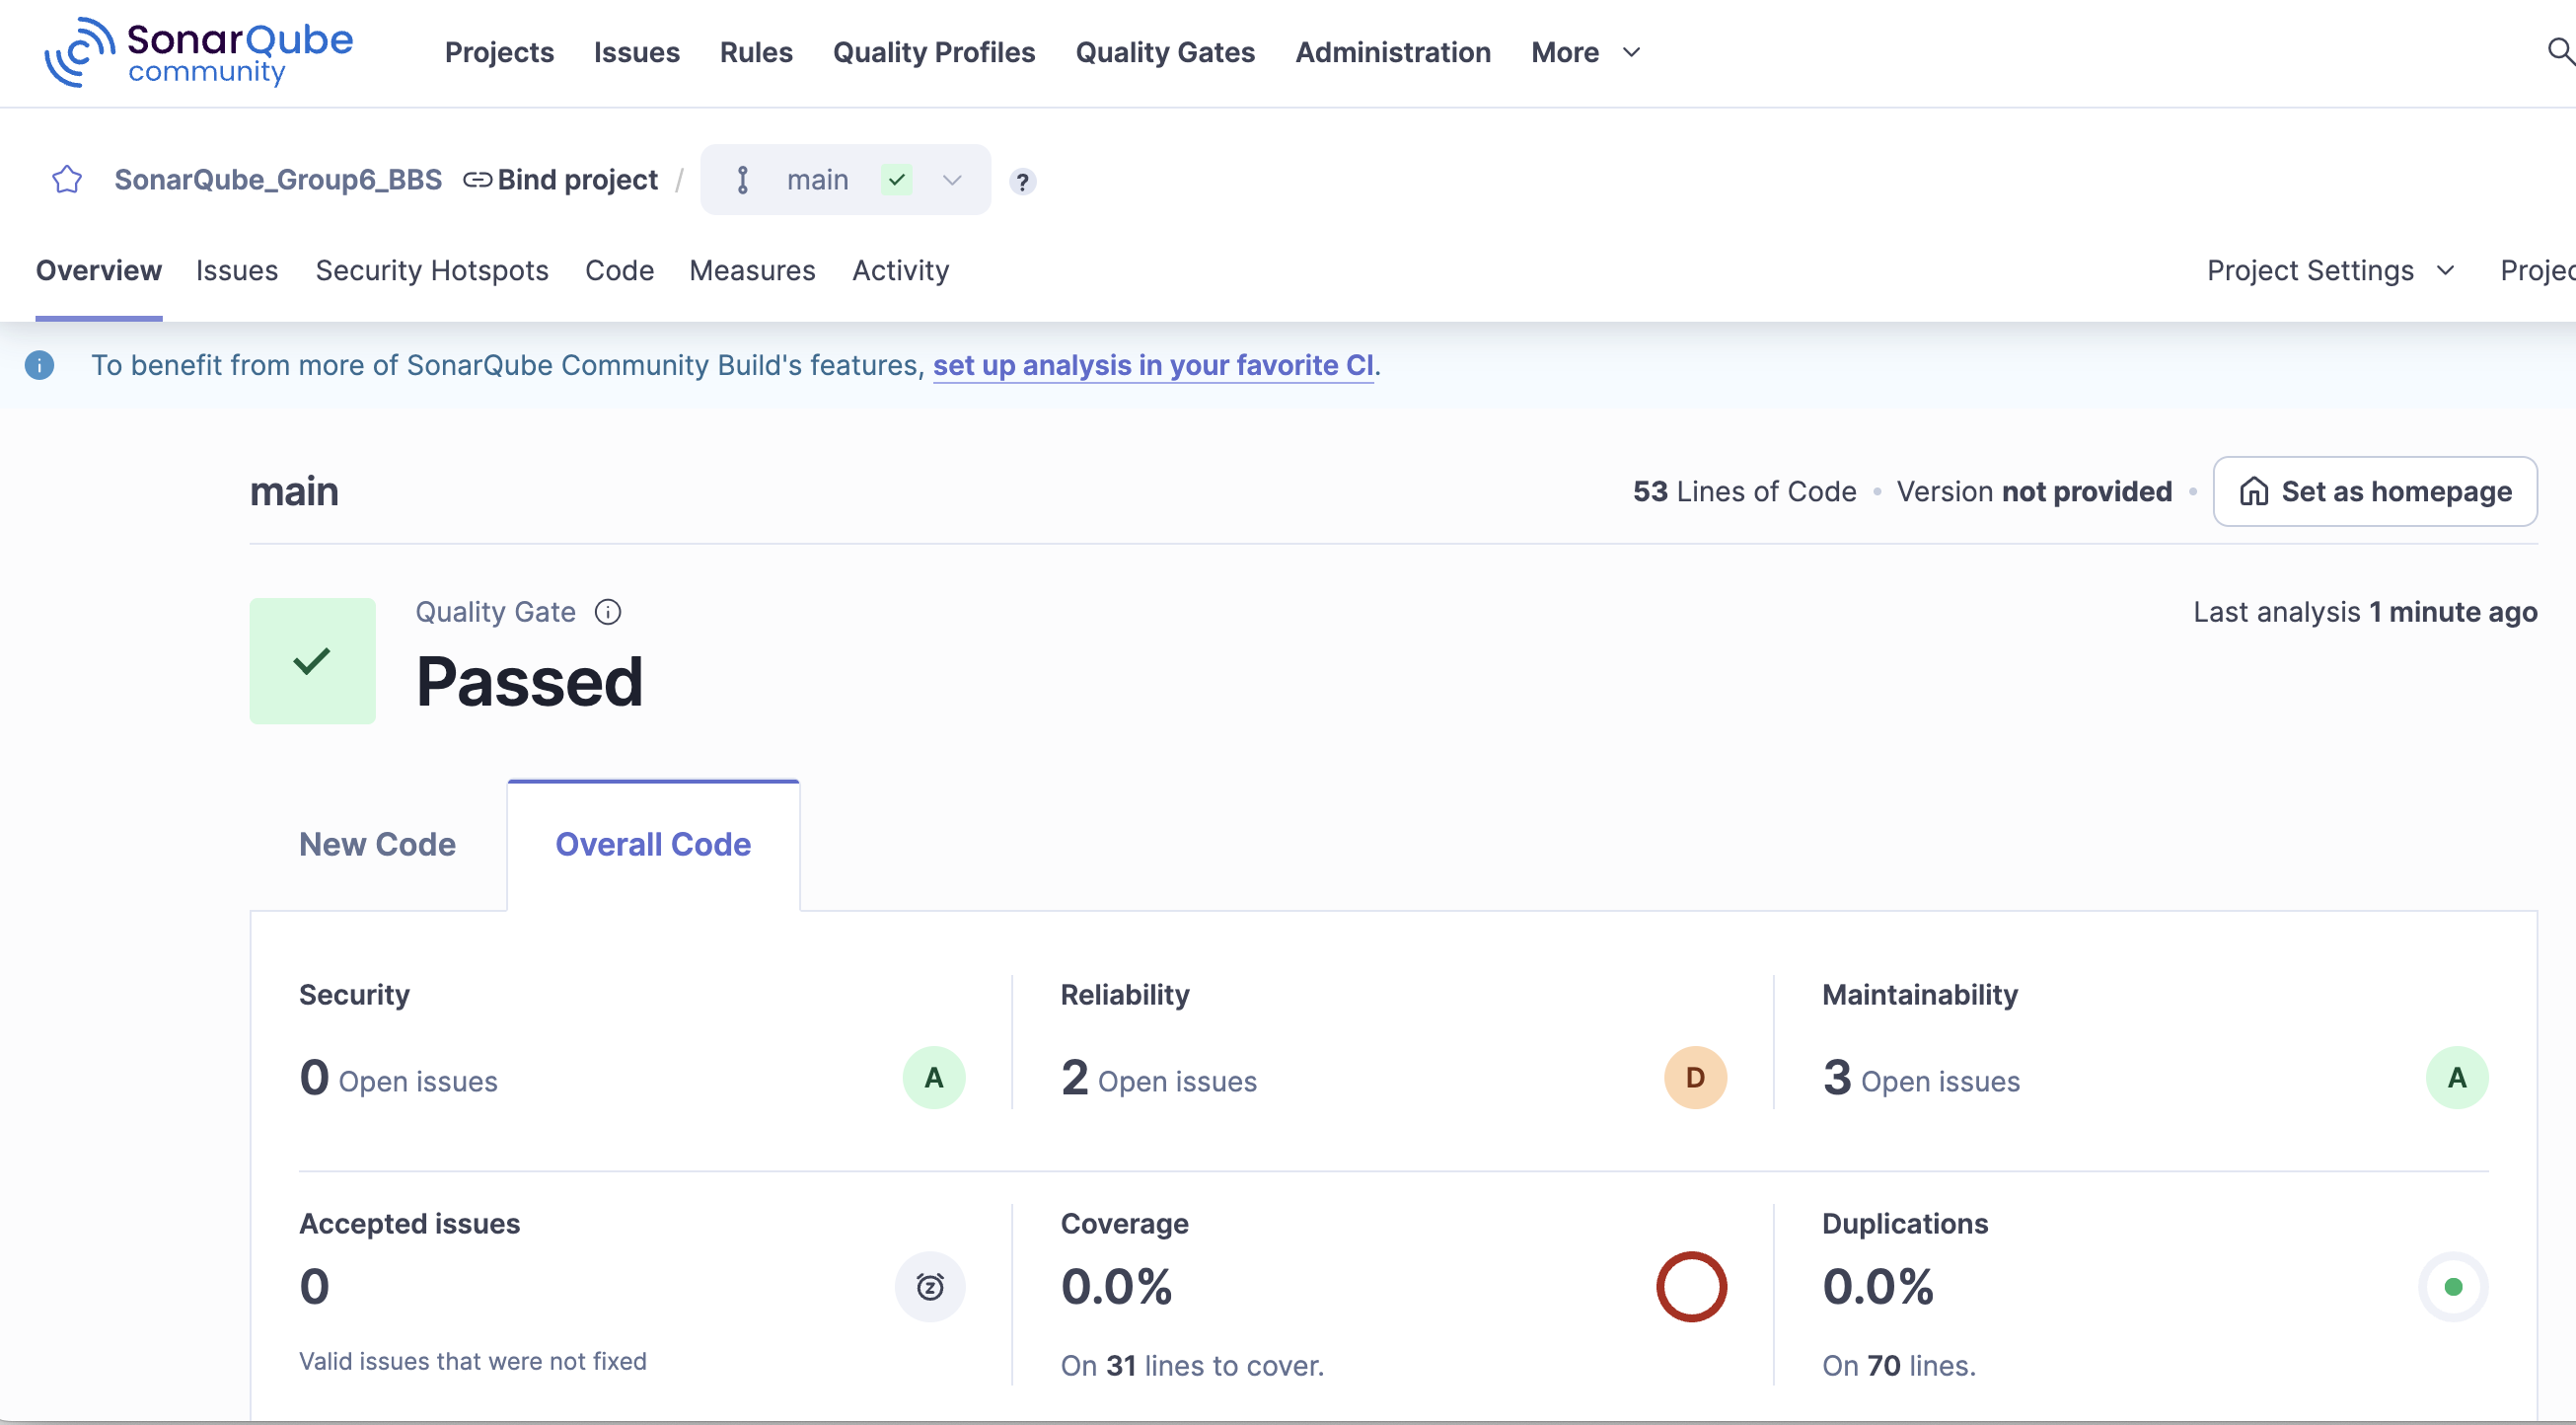 SonarQube
community
Projects Issues Rules Quality Profiles Quality Gates Administration More
SonarQube_Group6_BBS Bind project / main ?
Overview Issues Security Hotspots Code Measures Activity Project Settings
To benefit from more of SonarQube Community Build's features, set up analysis in your favorite CI.
main 53 Lines of Code • Version not provided • Set as homepage
Quality Gate Last analysis 1 minute ago
Passed
New Code Overall Code
Security Reliability Maintainability
0 Open issues A 2 Open issues D 3 Open issues A
Accepted issues Coverage Duplications
0 0.0% 0.0%
Valid issues that were not fixed On 31 lines to cover. On 70 lines.